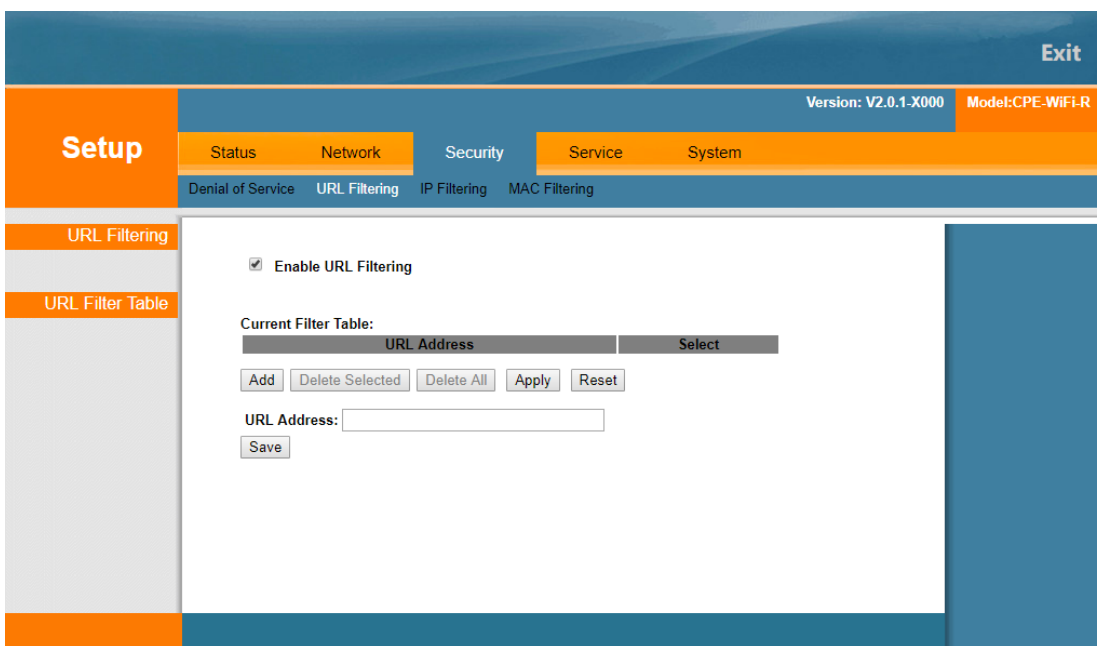 Exit
Version: V2.0.1-X000 Model:CPE-WiFi-R
Setup
Status Network Security Service System
Denial of Service URL Filtering IP Filtering MAC Filtering
URL Filtering
Enable URL Filtering
URL Filter Table
Current Filter Table:
URL Address Select
Add Delete Selected Delete All Apply Reset
URL Address:
Save